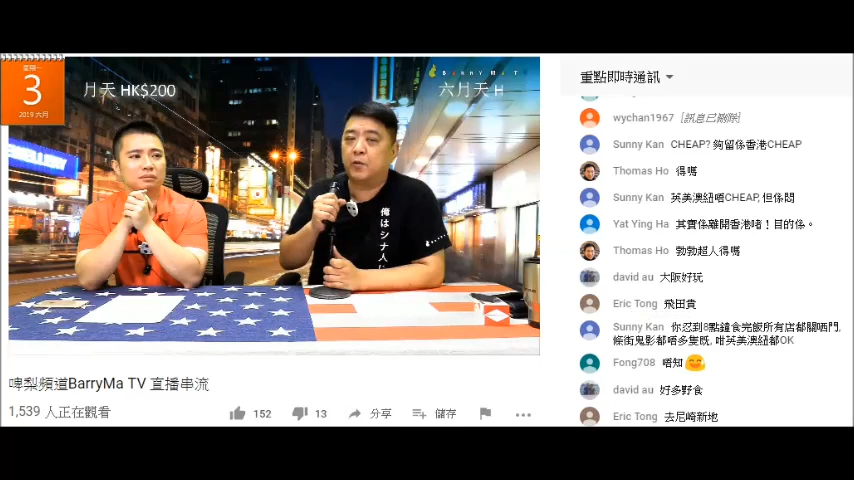 星期一
3
2019 六月
月天 HK$200
BarryMaT
六月天 H
JEWELLERY
俺はシナ人
啤梨頻道BarryMa TV 直播串流
1,539 人正在觀看
152
13
分享
儲存
重點即時通訊
wychan1967 [訊息已刪除]
Sunny Kan CHEAP? 夠留係香港CHEAP
Thomas Ho 得嘅
Sunny Kan 英美澳紐唔CHEAP, 但係悶
Yat Ying Ha 其實係離開香港啫！目的係。
Thomas Ho 勃勃超人得嘅
david au 大阪好玩
Eric Tong 飛田貴
Sunny Kan 你忍到8點鐘食完飯所有店都關哂門,
條街鬼影都唔多隻既, 咁英美澳紐都OK
Fong708 唔知
david au 好多野食
Eric Tong 去尼崎新地